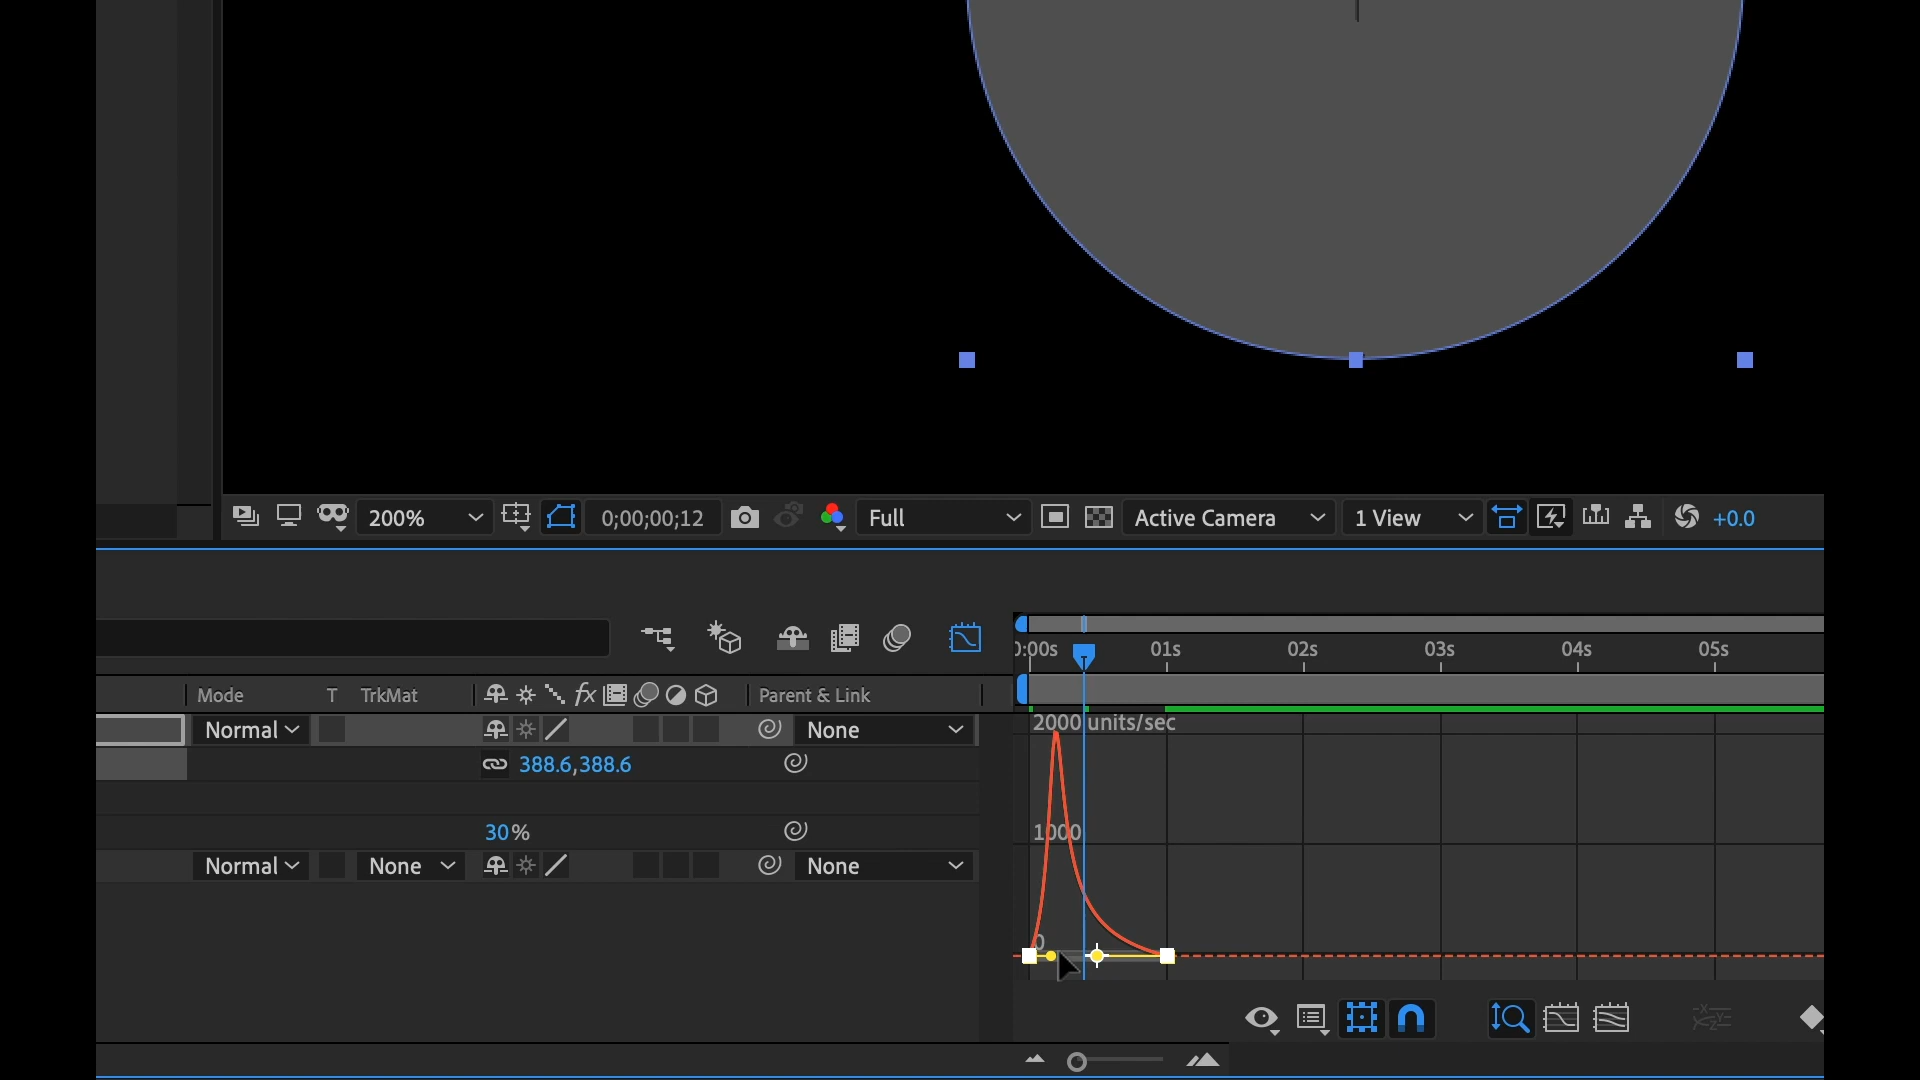 200%
0;00;00;12
Full
Active Camera
1 View
+0.0
0:00s
01s
02s
03s
04s
05s
Mode
T
TrkMat
fx
Parent & Link
Normal
None
2000 units/sec
388.6,388.6
30%
1000
Normal
None
None
0